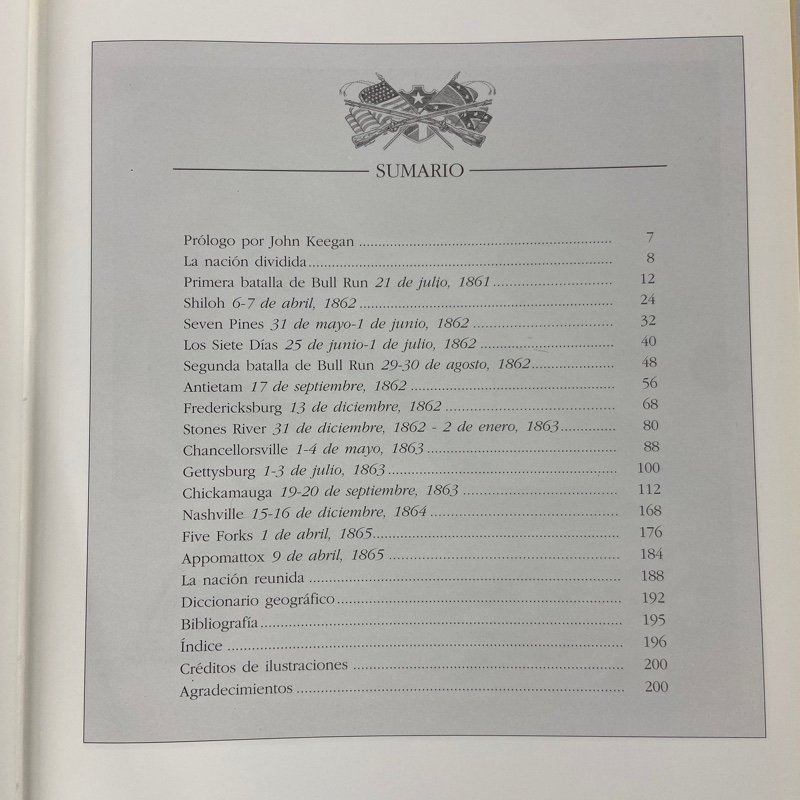 SUMARIO
Prólogo por John Keegan 7
La nación dividida 8
Primera batalla de Bull Run 21 de julio, 1861 12
Shiloh 6-7 de abril, 1862 24
Seven Pines 31 de mayo-1 de junio, 1862 32
Los Siete Días 25 de junio-1 de julio, 1862 40
Segunda batalla de Bull Run 29-30 de agosto, 1862 48
Antietam 17 de septiembre, 1862 56
Fredericksburg 13 de diciembre, 1862 68
Stones River 31 de diciembre, 1862 - 2 de enero, 1863 80
Chancellorsville 1-4 de mayo, 1863 88
Gettysburg 1-3 de julio, 1863 100
Chickamauga 19-20 de septiembre, 1863 112
Nashville 15-16 de diciembre, 1864 168
Five Forks 1 de abril, 1865 176
Appomattox 9 de abril, 1865 184
La nación reunida 188
Diccionario geográfico 192
Bibliografía 195
Índice 196
Créditos de ilustraciones 200
Agradecimientos 200